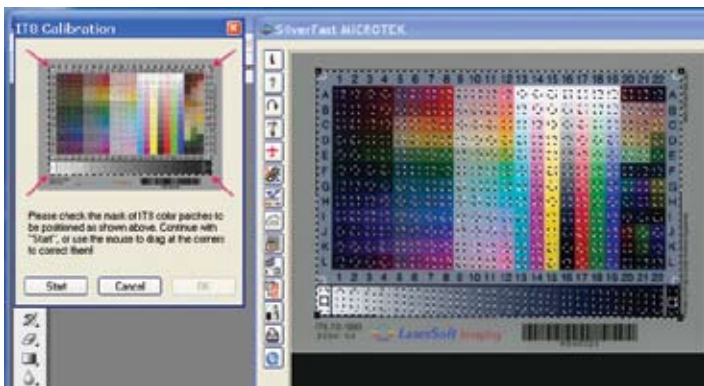 IT8 Calibration
Please check the mask of IT8 color patches to
be positioned as shown above. Continue with
"Start", or use the mouse to drag at the corners
to correct them!
Start Cancel OK
SilverFast MICROTEK
1 2 3 4 5 6 7 8 9 10 11 12 13 14 15 16 17 18 19 20 21 22
A A
B B
C C
D D
E E
F F
G G
H H
I I
J J
K K
L L
1 2 3 4 5 6 7 8 9 10 11 12 13 14 15 16 17 18 19 20 21 22
LaserSoft Imaging